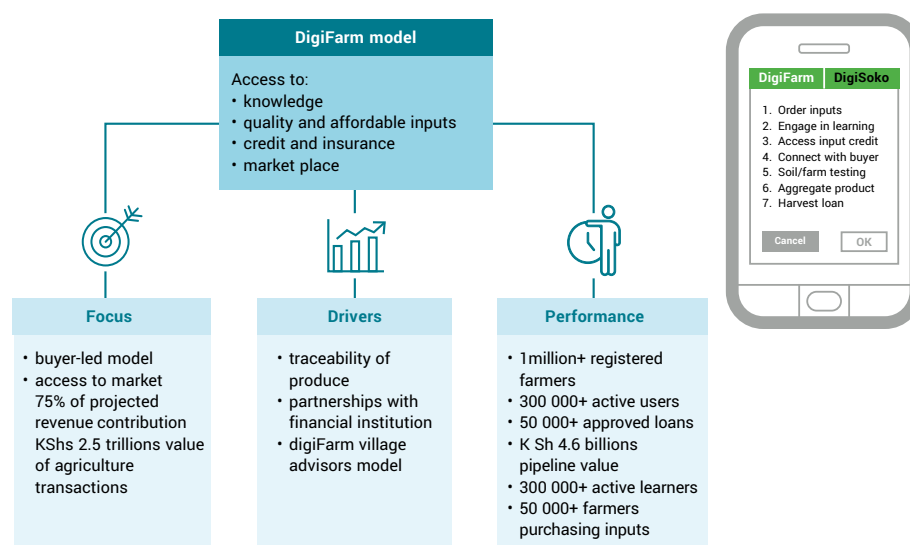 DigiFarm model
Access to:
• knowledge
• quality and affordable inputs
• credit and insurance
• market place
DigiFarm
DigiSoko
1. Order inputs
2. Engage in learning
3. Access input credit
4. Connect with buyer
5. Soil/farm testing
6. Aggregate product
7. Harvest loan
Cancel
OK
Focus
• buyer-led model
• access to market
75% of projected
revenue contribution
KShs 2.5 trillions value
of agriculture
transactions
Drivers
• traceability of
produce
• partnerships with
financial institution
• digiFarm village
advisors model
Performance
• 1million+ registered
farmers
• 300 000+ active users
• 50 000+ approved loans
• K Sh 4.6 billions
pipeline value
• 300 000+ active learners
• 50 000+ farmers
purchasing inputs